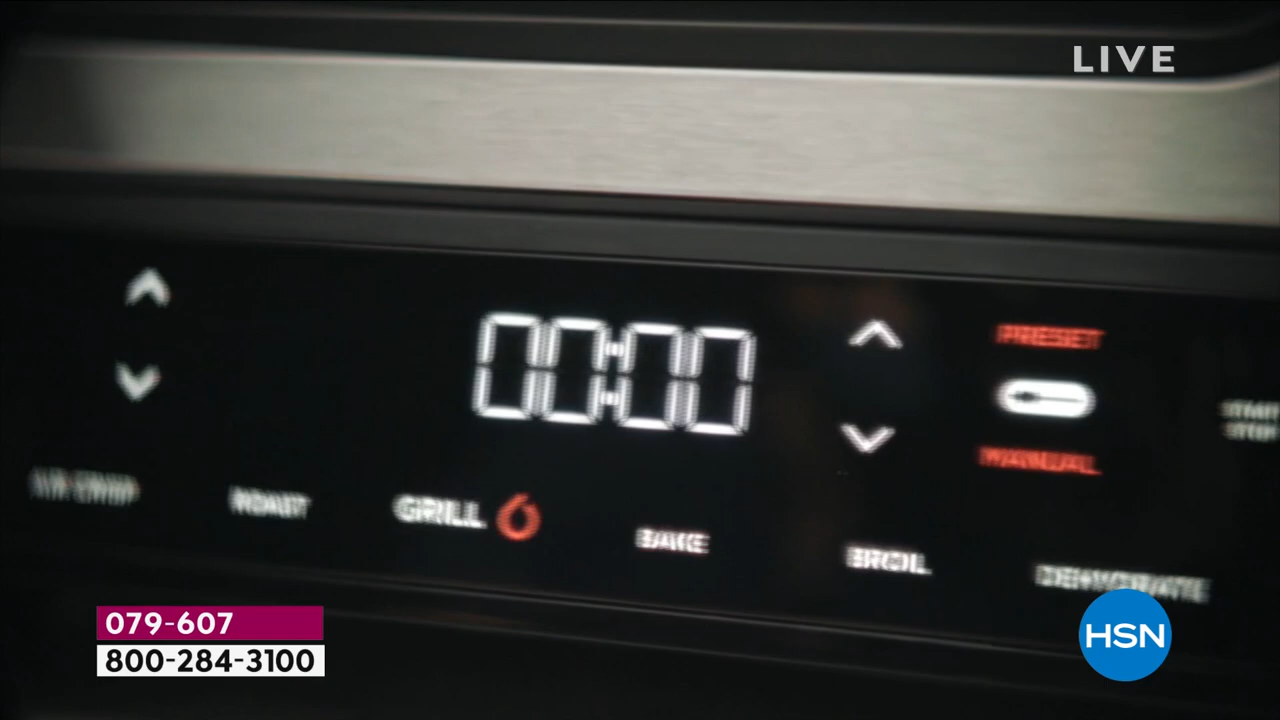 LIVE
00:00
PRESET
MANUAL
START
STOP
AIR CRISP
ROAST
GRILL
BAKE
BROIL
DEHYDRATE
079-607
800-284-3100
HSN